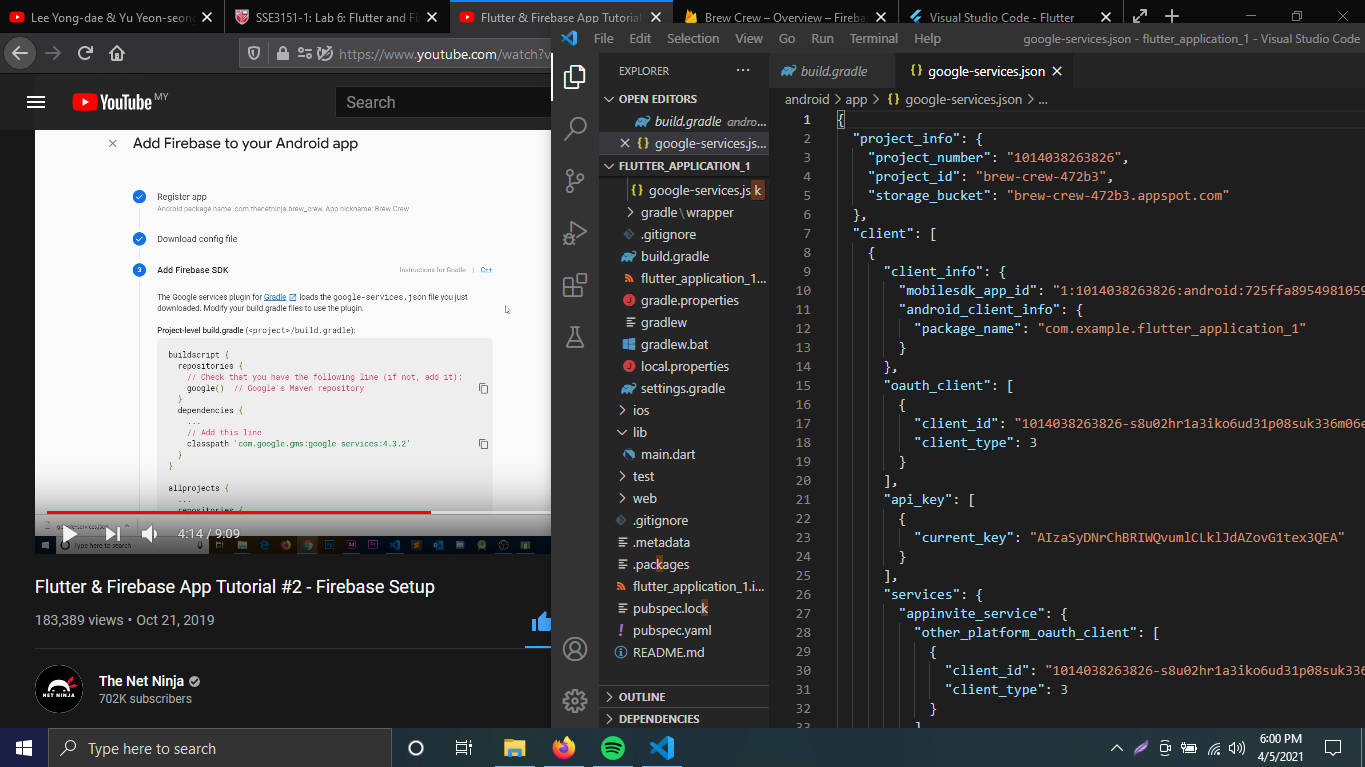 Lee Yong-dae & Yu Yeon-seong
SSE3151-1: Lab 6: Flutter and Fi
Flutter & Firebase App Tutorial
Brew Crew – Overview – Fireba
Visual Studio Code - Flutter
https://www.youtube.com/watch?v
YouTube MY
Search
Add Firebase to your Android app
Register app
Android package name: com.thenetninja.brew_crew, App nickname: Brew Crew
Download config file
3 Add Firebase SDK
Instructions for Gradle | C++
The Google services plugin for Gradle loads the google-services.json file you just
downloaded. Modify your build.gradle files to use the plugin.
Project-level build.gradle (<project>/build.gradle):
buildscript {
repositories {
// Check that you have the following line (if not, add it):
google() // Google's Maven repository
}
dependencies {
...
// Add this line
classpath 'com.google.gms:google-services:4.3.2'
}
}
allprojects {
...
repositories {
google-services.json
4:14 / 9:09
Type here to search
Flutter & Firebase App Tutorial #2 - Firebase Setup
183,389 views • Oct 21, 2019
The Net Ninja
702K subscribers
NET NINJA
File Edit Selection View Go Run Terminal Help
google-services.json - flutter_application_1 - Visual Studio Code
EXPLORER ...
OPEN EDITORS
build.gradle andro...
{} google-services.js...
FLUTTER_APPLICATION_1
{} google-services.js k
gradle\wrapper
.gitignore
build.gradle
flutter_application_1...
gradle.properties
gradlew
gradlew.bat
local.properties
settings.gradle
ios
lib
main.dart
test
web
.gitignore
.metadata
.packages
flutter_application_1.i...
pubspec.lock
pubspec.yaml
README.md
OUTLINE
DEPENDENCIES
build.gradle
{} google-services.json
android > app > {} google-services.json > ...
1 {
2 "project_info": {
3 "project_number": "1014038263826",
4 "project_id": "brew-crew-472b3",
5 "storage_bucket": "brew-crew-472b3.appspot.com"
6 },
7 "client": [
8 {
9 "client_info": {
10 "mobilesdk_app_id": "1:1014038263826:android:725ffa8954981059
11 "android_client_info": {
12 "package_name": "com.example.flutter_application_1"
13 }
14 },
15 "oauth_client": [
16 {
17 "client_id": "1014038263826-s8u02hr1a3iko6ud31p08suk336m06e
18 "client_type": 3
19 }
20 ],
21 "api_key": [
22 {
23 "current_key": "AIzaSyDNrChBRIWQvumlCLklJdAZovG1tex3QEA"
24 }
25 ],
26 "services": {
27 "appinvite_service": {
28 "other_platform_oauth_client": [
29 {
30 "client_id": "1014038263826-s8u02hr1a3iko6ud31p08suk336
31 "client_type": 3
32 }
33 ]
Type here to search
6:00 PM
4/5/2021